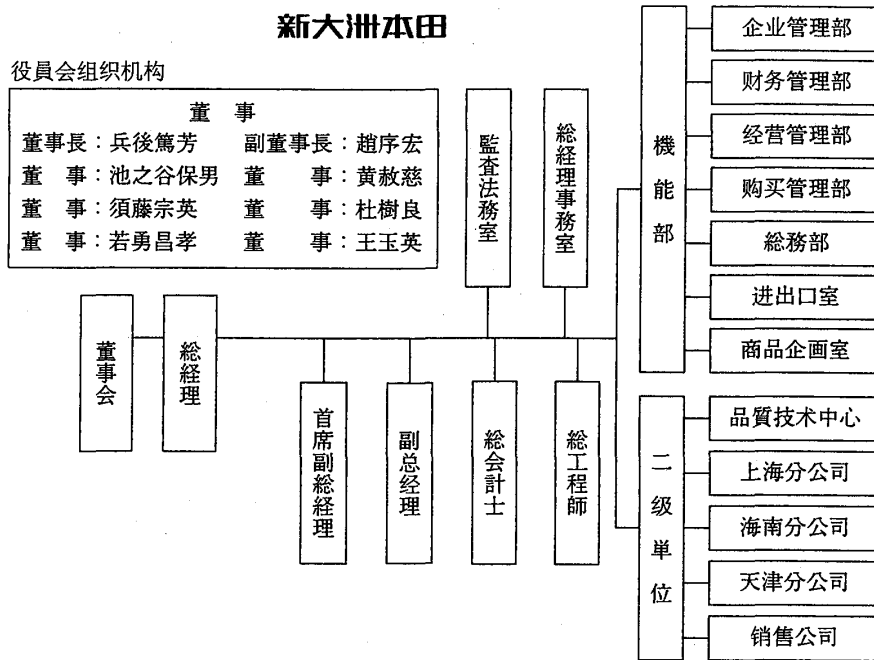 新大洲本田
役員会组织机构
董　事
董事長：兵後篤芳　副董事長：趙序宏
董　事：池之谷保男　董　　事：黄赦慈
董　事：須藤宗英　董　　事：杜樹良
董　事：若勇昌孝　董　　事：王玉英
董事会
総経理
監査法務室
総経理事務室
首席副総経理
副总经理
総会計士
総工程師
機能部
企业管理部
财务管理部
经营管理部
购买管理部
総務部
进出口室
商品企画室
二级単位
品質技术中心
上海分公司
海南分公司
天津分公司
销售公司